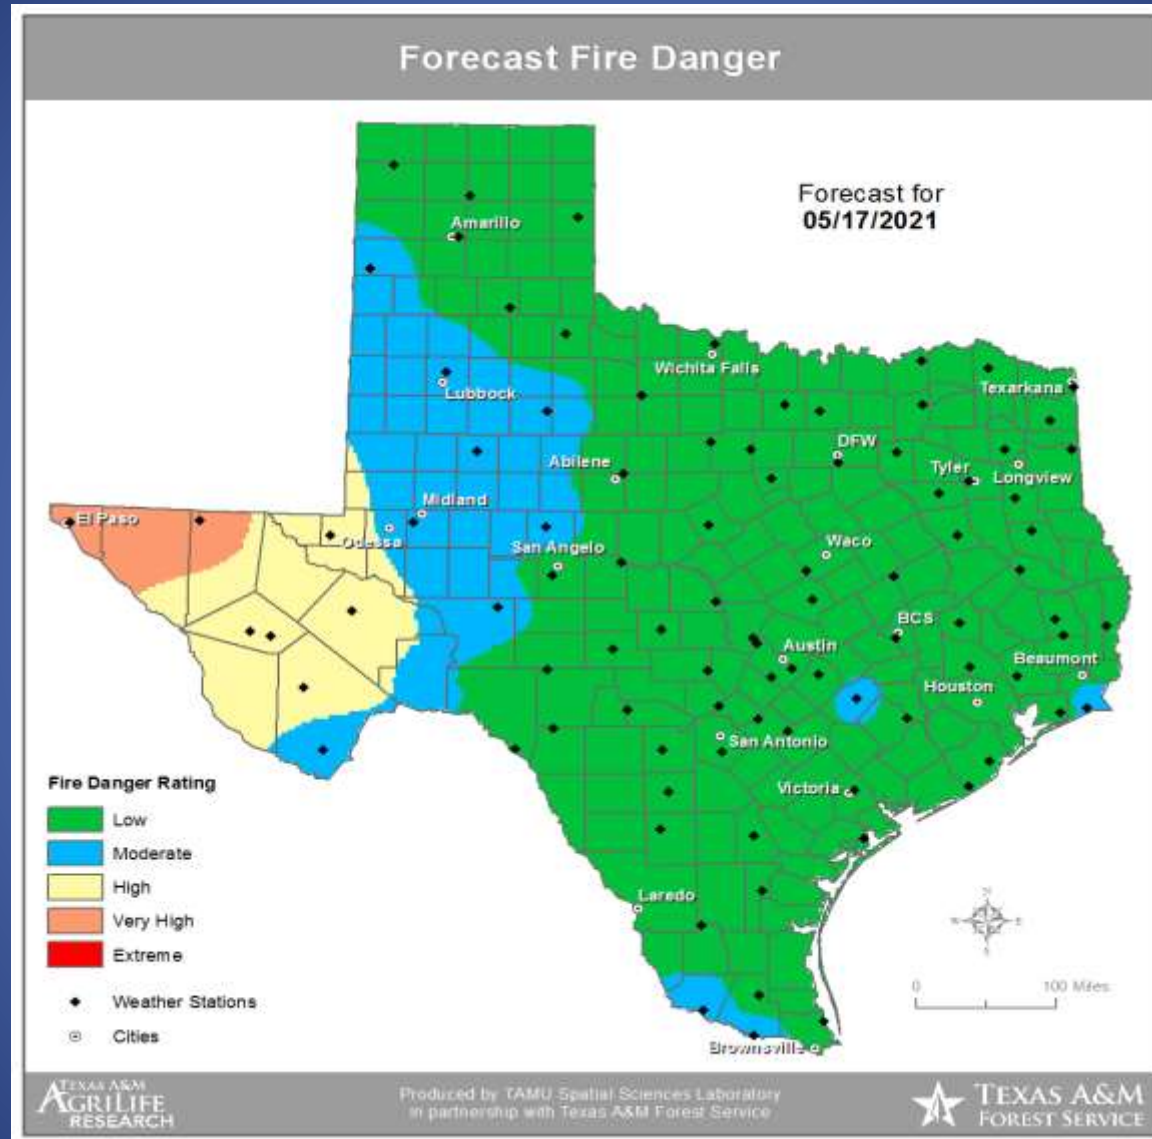 Forecast Fire Danger
Forecast for
05/17/2021
Amarillo
Wichita Falls
Texarkana
Lubbock
DFW
Abilene
Tyler
Longview
Midland
El Paso
Odessa
San Angelo
Waco
BCS
Austin
Beaumont
Houston
San Antonio
Victoria
Laredo
Brownsville
Fire Danger Rating
Low
Moderate
High
Very High
Extreme
Weather Stations
Cities
N
W
E
S
0
100 Miles
TEXAS A&M
AGRILIFE
RESEARCH
Produced by TAMU Spatial Sciences Laboratory
in partnership with Texas A&M Forest Service
TEXAS A&M
FOREST SERVICE